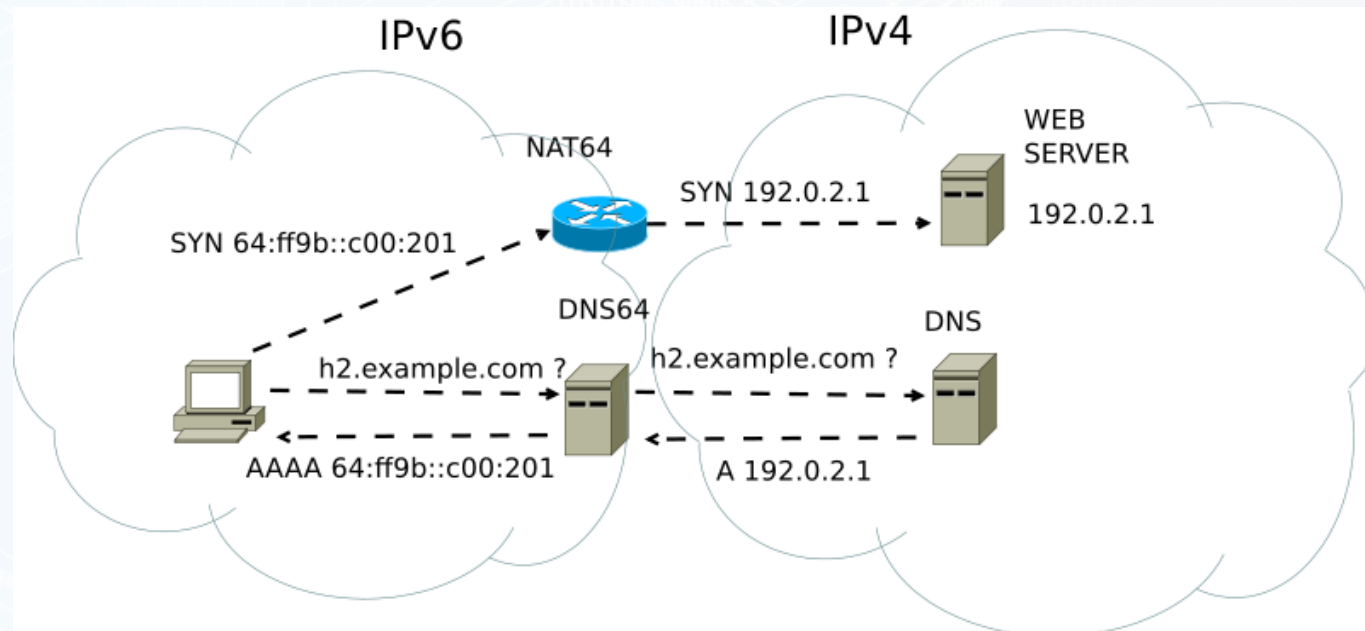 IPv6
IPv4
NAT64
WEB
SERVER
192.0.2.1
SYN 192.0.2.1
SYN 64:ff9b::c00:201
DNS64
DNS
h2.example.com ?
h2.example.com ?
AAAA 64:ff9b::c00:201
A 192.0.2.1